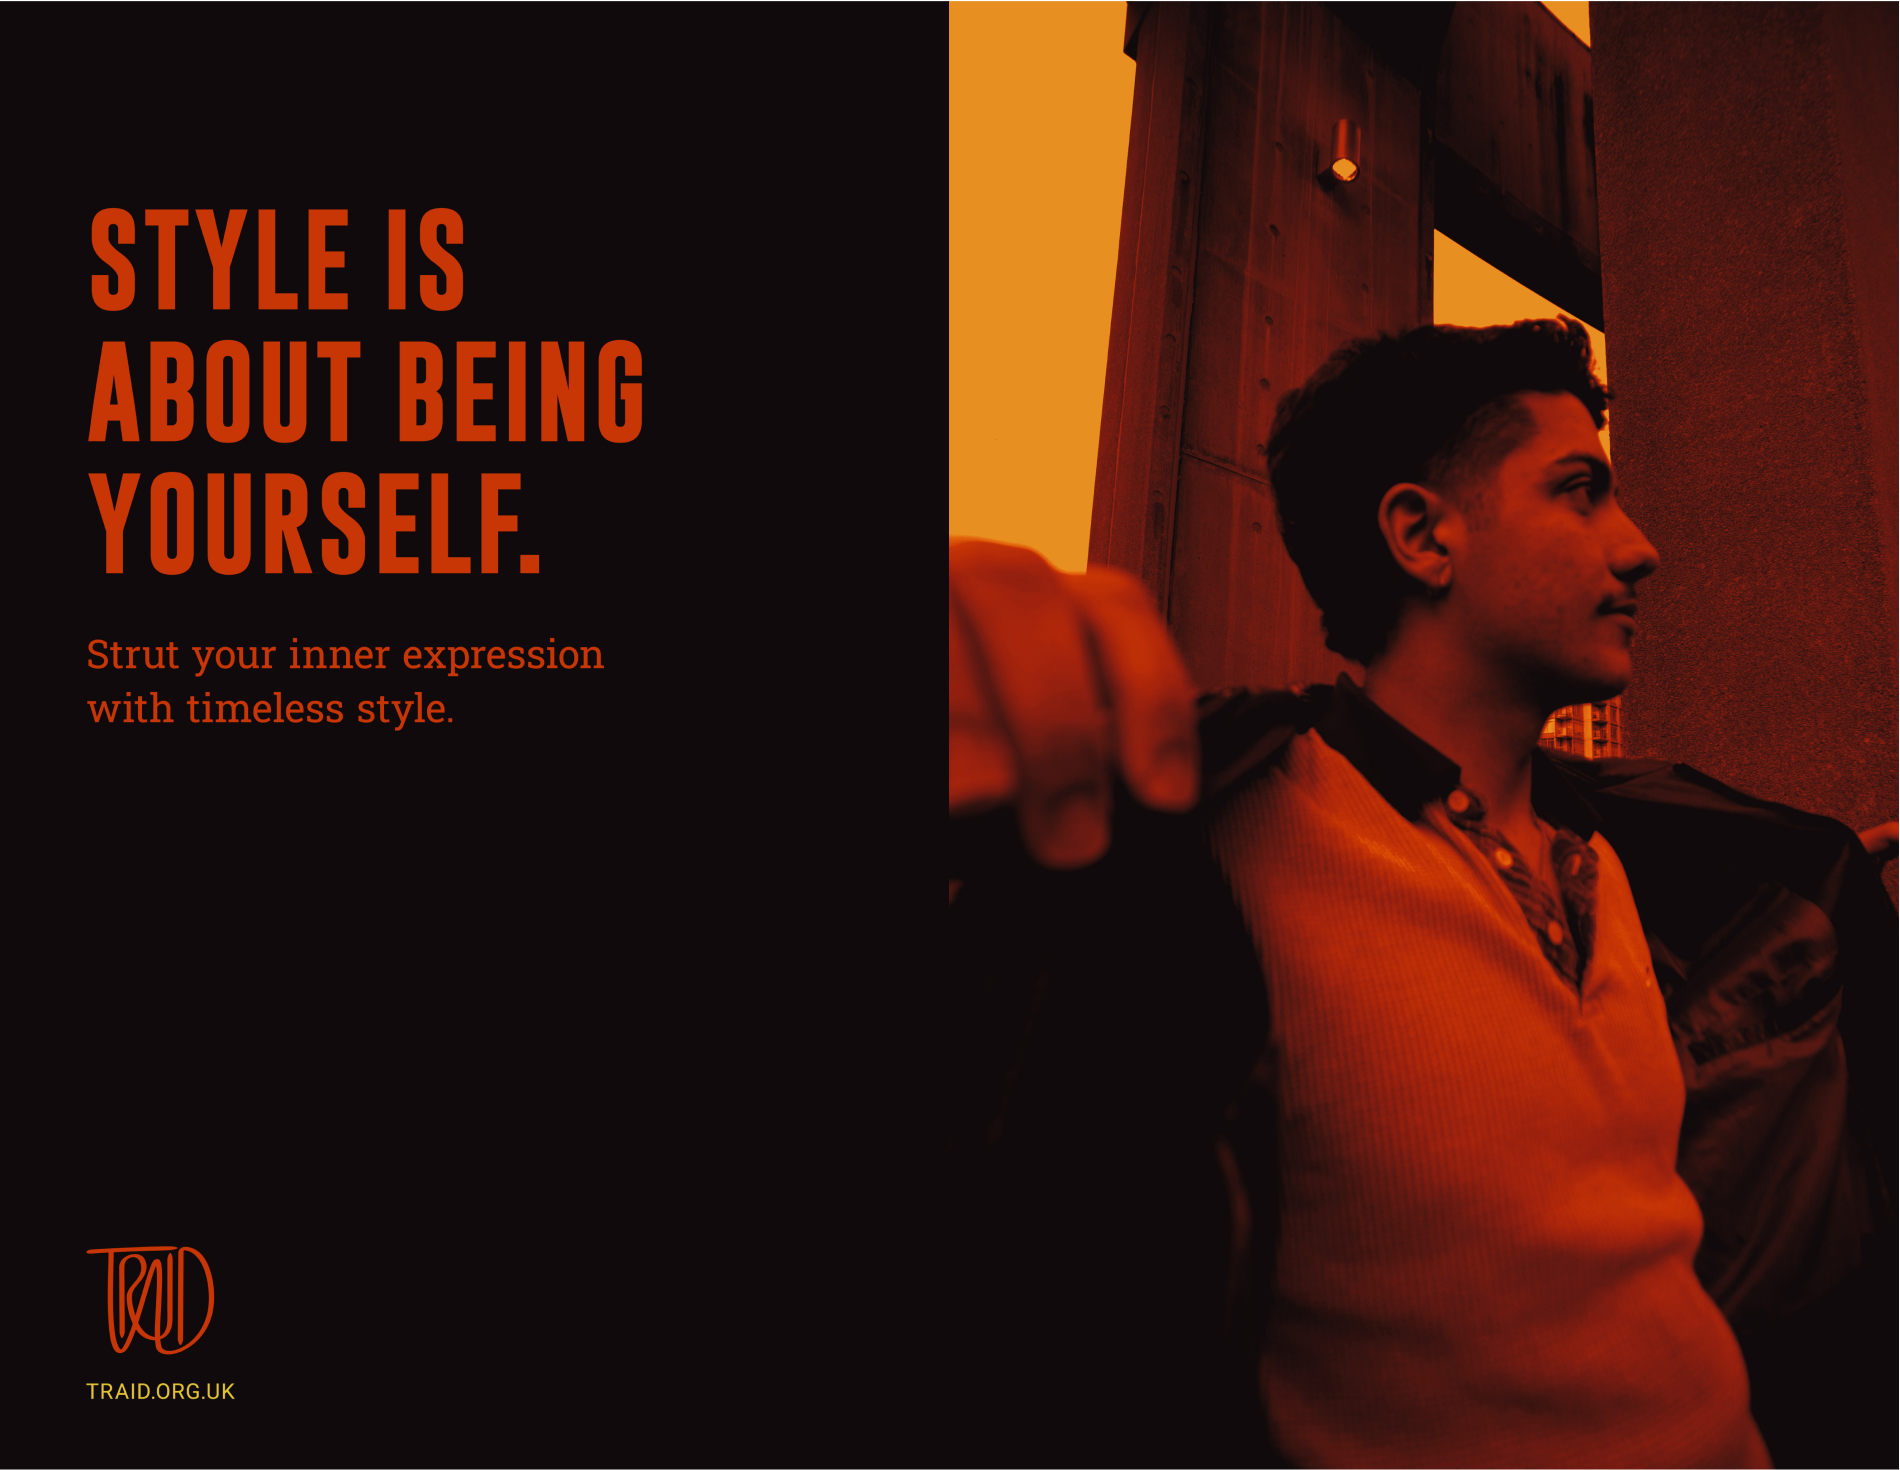 STYLE IS
ABOUT BEING
YOURSELF.
Strut your inner expression
with timeless style.
TRAID
TRAID.ORG.UK